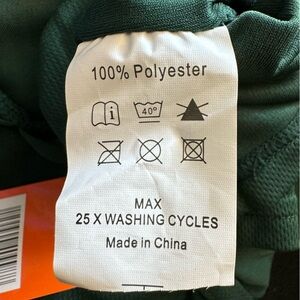 100% Polyester
i 40°
MAX
25 X WASHING CYCLES
Made in China